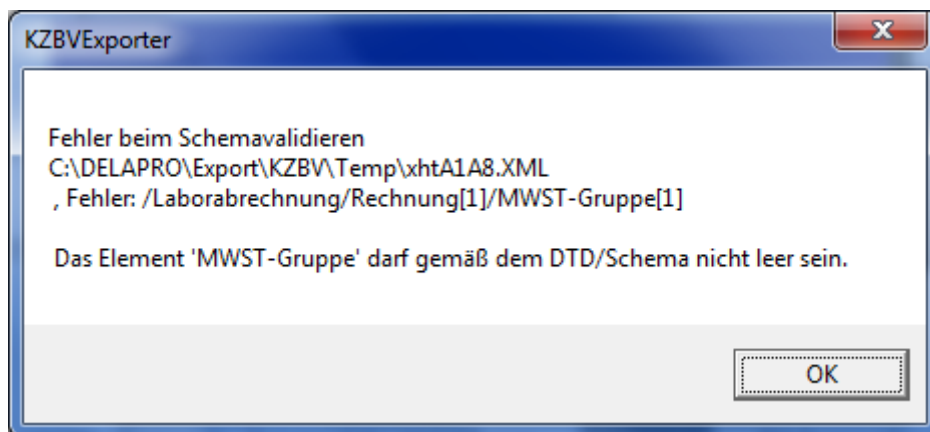 KZBVExporter
Fehler beim Schemavalidieren
C:\DELAPRO\Export\KZBV\Temp\xhtA1A8.XML
, Fehler: /Laborabrechnung/Rechnung[1]/MWST-Gruppe[1]
Das Element 'MWST-Gruppe' darf gemäß dem DTD/Schema nicht leer sein.
OK